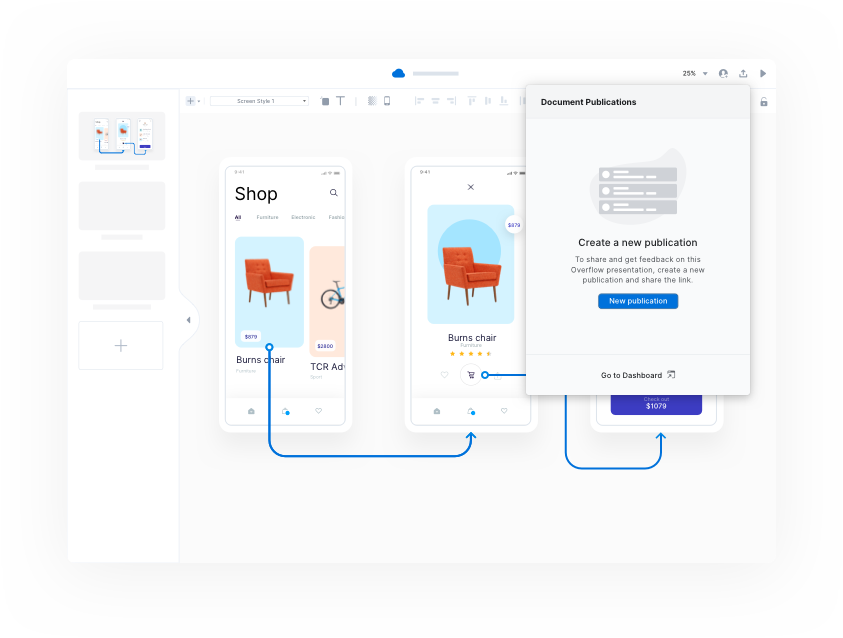 25%
Screen Style 1
Document Publications
Create a new publication
To share and get feedback on this
Overflow presentation, create a new
publication and share the link.
New publication
Go to Dashboard
9:41
Shop
All Furniture Electronic Fashio
$879
$2800
Burns chair
Furniture
TCR Adv
Sport
9:41
$879
Burns chair
Furniture
Check out
$1079